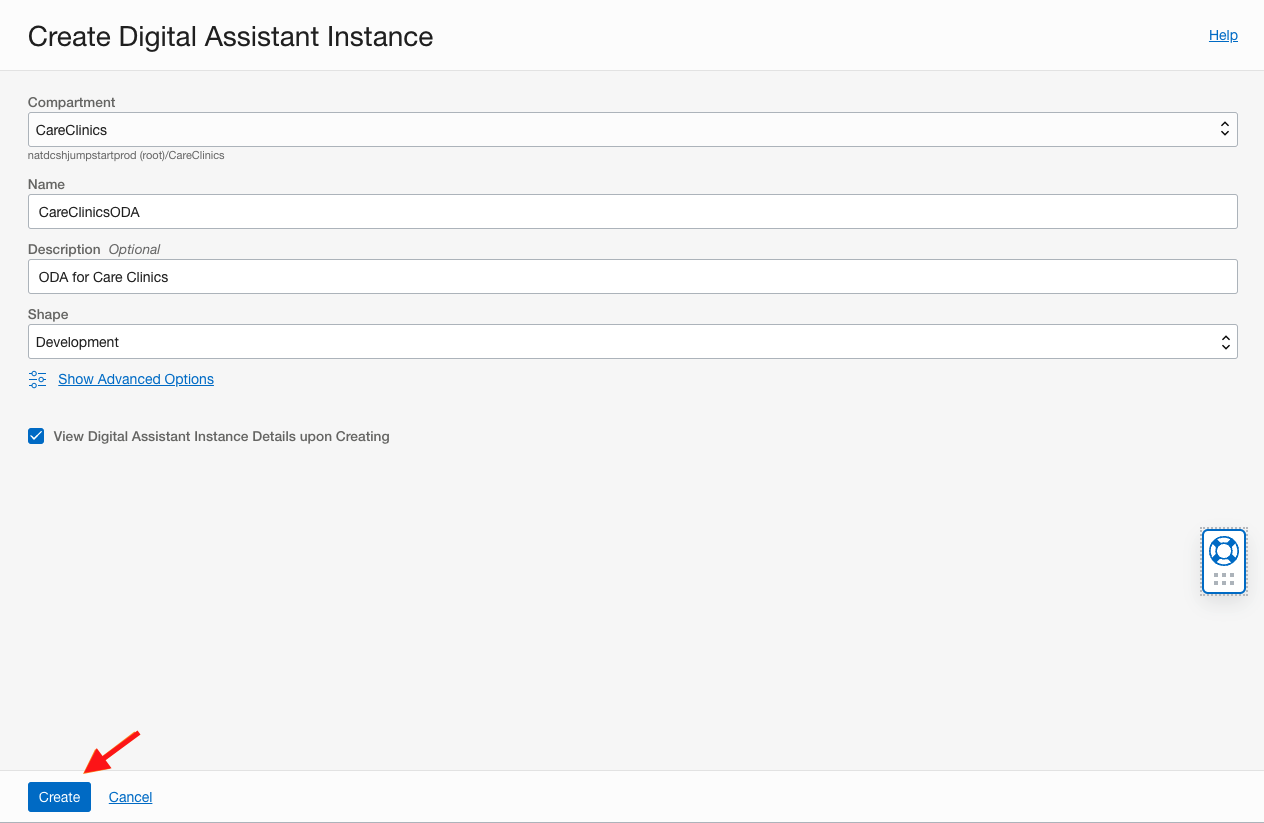 Create Digital Assistant Instance
Help
Compartment
CareClinics
natdcshjumpstartprod (root)/CareClinics
Name
CareClinicsODA
Description Optional
ODA for Care Clinics
Shape
Development
Show Advanced Options
View Digital Assistant Instance Details upon Creating
Create Cancel